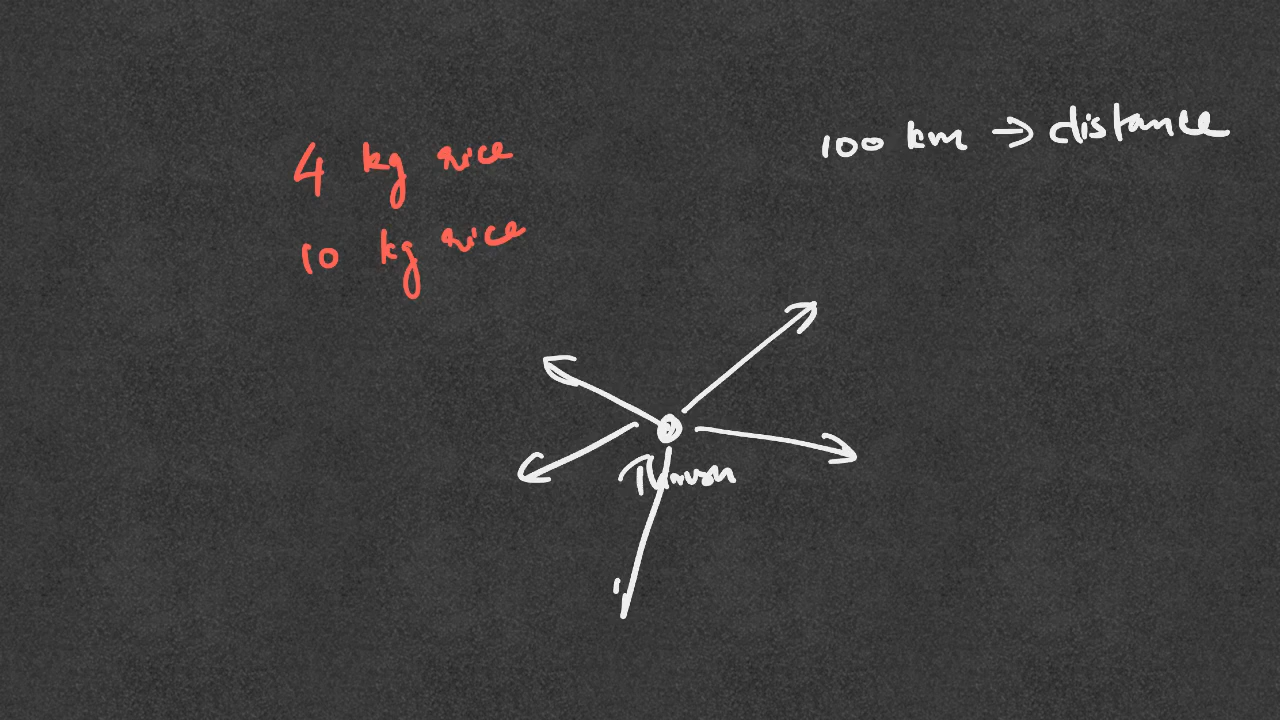 4 kg rice
10 kg rice
100 km → distance